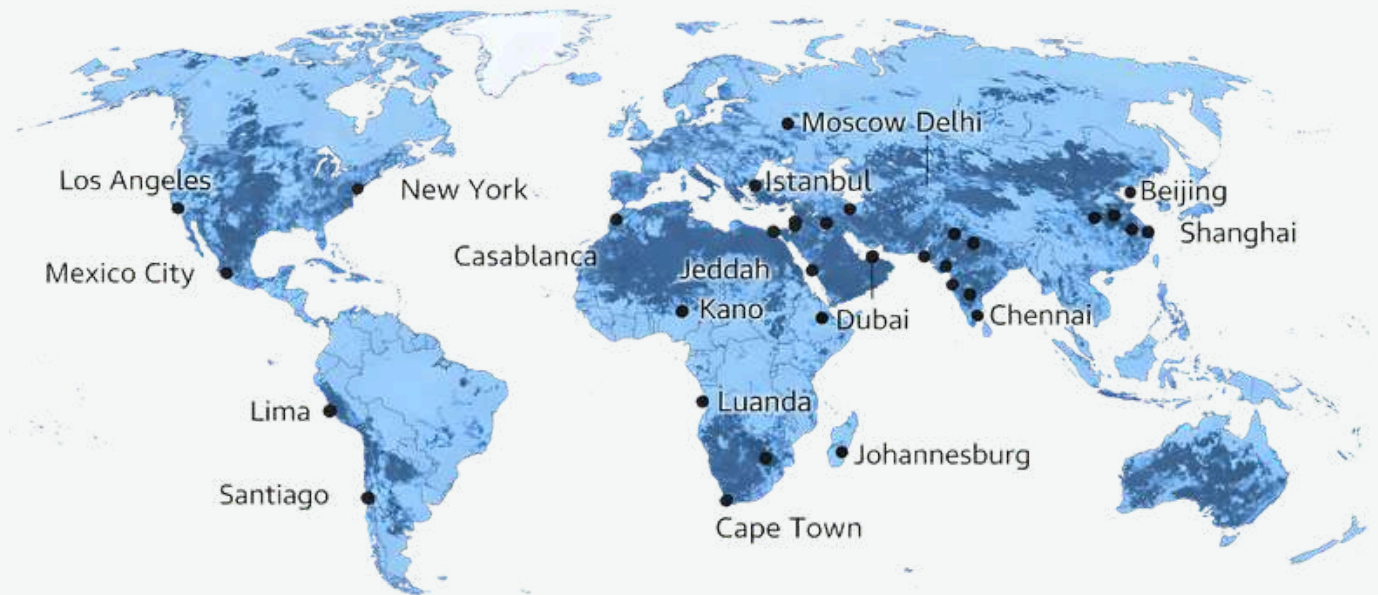 Moscow Delhi
Los Angeles
New York
Istanbul
Beijing
Shanghai
Casablanca
Mexico City
Jeddah
Kano
Dubai
Chennai
Lima
Luanda
Johannesburg
Santiago
Cape Town